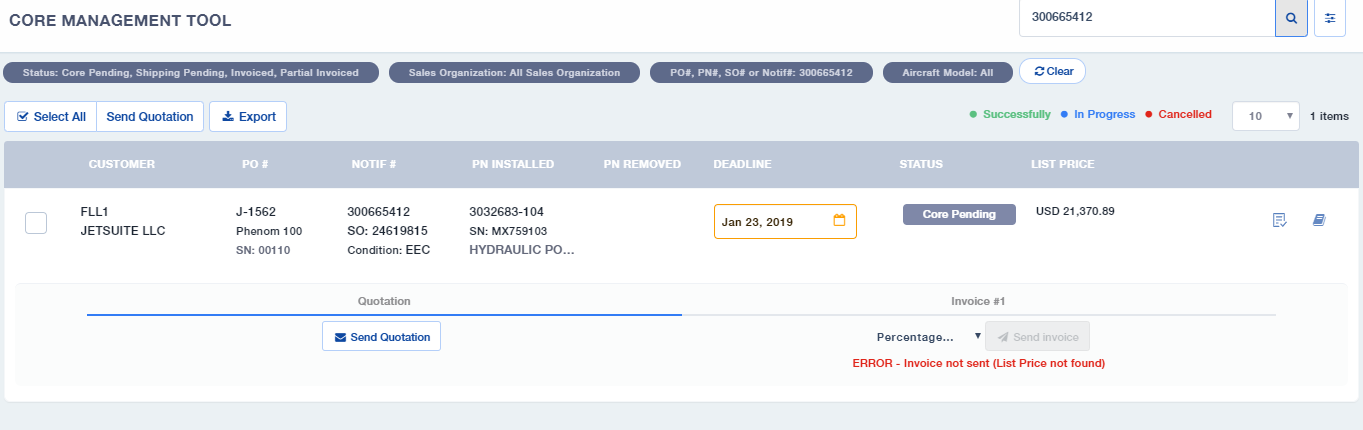 CORE MANAGEMENT TOOL
300665412
Status: Core Pending, Shipping Pending, Invoiced, Partial Invoiced
Sales Organization: All Sales Organization
PO#, PN#, SO# or Notif#: 300665412
Aircraft Model: All
Clear
Select All
Send Quotation
Export
Successfully
In Progress
Cancelled
10
1 items
CUSTOMER
PO #
NOTIF #
PN INSTALLED
PN REMOVED
DEADLINE
STATUS
LIST PRICE
FLL1
JETSUITE LLC
J-1562
Phenom 100
SN: 00110
300665412
SO: 24619815
Condition: EEC
3032683-104
SN: MX759103
HYDRAULIC PO...
Jan 23, 2019
Core Pending
USD 21,370.89
Quotation
Send Quotation
Invoice #1
Percentage...
Send invoice
ERROR - Invoice not sent (List Price not found)